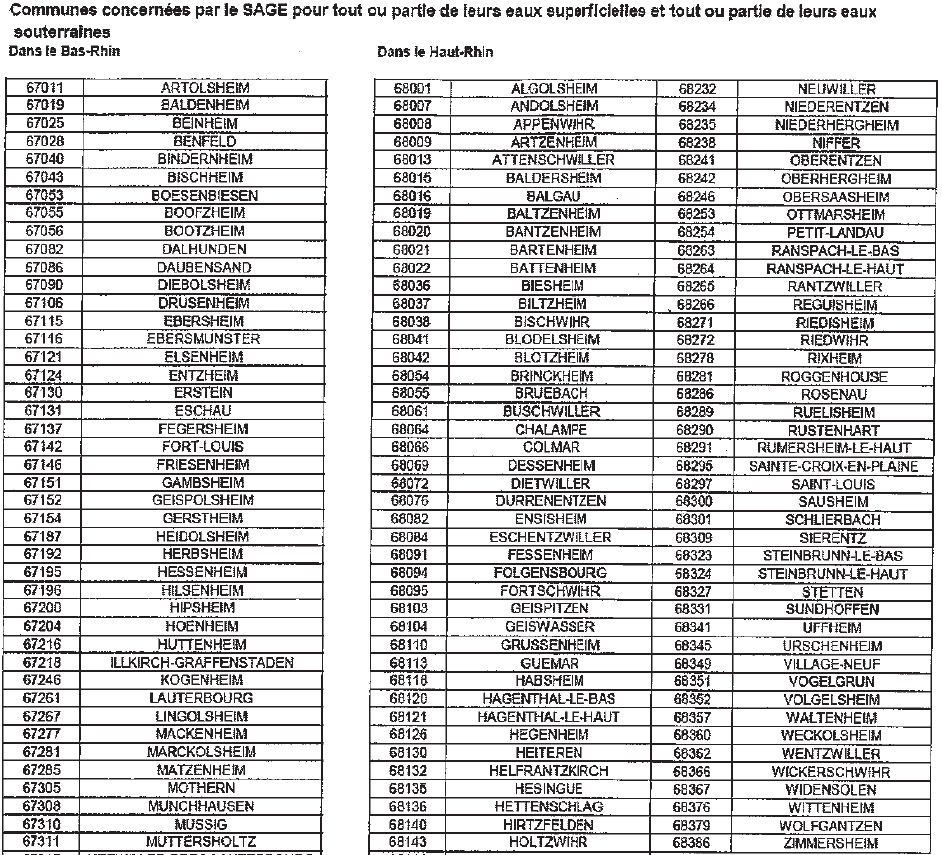 Communes concernées par le SAGE pour tout ou partie de leurs eaux superficielles et tout ou partie de leurs eaux
souterraines
Dans le Bas-Rhin
67011 ARTOLSHEIM
67019 BALDENHEIM
67025 BEINHEIM
67028 BENFELD
67040 BINDERNHEIM
67043 BISCHHEIM
67053 BOESENBIESEN
67055 BOOFZHEIM
67056 BOOTZHEIM
67082 DALHUNDEN
67086 DAUBENSAND
67090 DIEBOLSHEIM
67106 DRUSENHEIM
67115 EBERSHEIM
67116 EBERSMUNSTER
67121 ELSENHEIM
67124 ENTZHEIM
67130 ERSTEIN
67131 ESCHAU
67137 FEGERSHEIM
67142 FORT-LOUIS
67146 FRIESENHEIM
67151 GAMBSHEIM
67152 GEISPOLSHEIM
67154 GERSTHEIM
67187 HEIDOLSHEIM
67192 HERBSHEIM
67195 HESSENHEIM
67196 HILSENHEIM
67200 HIPSHEIM
67204 HOENHEIM
67216 HUTTENHEIM
67218 ILLKIRCH-GRAFFENSTADEN
67246 KOGENHEIM
67261 LAUTERBOURG
67267 LINGOLSHEIM
67277 MACKENHEIM
67281 MARCKOLSHEIM
67285 MATZENHEIM
67305 MOTHERN
67308 MUNCHHAUSEN
67310 MUSSIG
67311 MUTTERSHOLTZ
Dans le Haut-Rhin
68001 ALGOLSHEIM 68232 NEUWILLER
68007 ANDOLSHEIM 68234 NIEDERENTZEN
68008 APPENWIHR 68235 NIEDERHERGHEIM
68009 ARTZENHEIM 68238 NIFFER
68013 ATTENSCHWILLER 68241 OBERENTZEN
68015 BALDERSHEIM 68242 OBERHERGHEIM
68016 BALGAU 68246 OBERSAASHEIM
68019 BALTZENHEIM 68253 OTTMARSHEIM
68020 BANTZENHEIM 68254 PETIT-LANDAU
68021 BARTENHEIM 68263 RANSPACH-LE-BAS
68022 BATTENHEIM 68264 RANSPACH-LE-HAUT
68036 BIESHEIM 68265 RANTZWILLER
68037 BILTZHEIM 68266 REGUISHEIM
68038 BISCHWIHR 68271 RIEDISHEIM
68041 BLODELSHEIM 68272 RIEDWIHR
68042 BLOTZHEIM 68278 RIXHEIM
68054 BRINCKHEIM 68281 ROGGENHOUSE
68055 BRUEBACH 68286 ROSENAU
68061 BUSCHWILLER 68289 RUELISHEIM
68064 CHALAMPE 68290 RUSTENHART
68066 COLMAR 68291 RUMERSHEIM-LE-HAUT
68069 DESSENHEIM 68295 SAINTE-CROIX-EN-PLAINE
68072 DIETWILLER 68297 SAINT-LOUIS
68076 DURRENENTZEN 68300 SAUSHEIM
68082 ENSISHEIM 68301 SCHLIERBACH
68084 ESCHENTZWILLER 68309 SIERENTZ
68091 FESSENHEIM 68323 STEINBRUNN-LE-BAS
68094 FOLGENSBOURG 68324 STEINBRUNN-LE-HAUT
68095 FORTSCHWIHR 68327 STETTEN
68103 GEISPITZEN 68331 SUNDHOFFEN
68104 GEISWASSER 68341 UFFHEIM
68110 GRUSSENHEIM 68345 URSCHENHEIM
68113 GUEMAR 68349 VILLAGE-NEUF
68118 HABSHEIM 68351 VOGELGRUN
68120 HAGENTHAL-LE-BAS 68352 VOLGELSHEIM
68121 HAGENTHAL-LE-HAUT 68357 WALTENHEIM
68126 HEGENHEIM 68360 WECKOLSHEIM
68130 HEITEREN 68362 WENTZWILLER
68132 HELFRANTZKIRCH 68366 WICKERSCHWIHR
68135 HESINGUE 68367 WIDENSOLEN
68136 HETTENSCHLAG 68376 WITTENHEIM
68140 HIRTZFELDEN 68379 WOLFGANTZEN
68143 HOLTZWIHR 68386 ZIMMERSHEIM